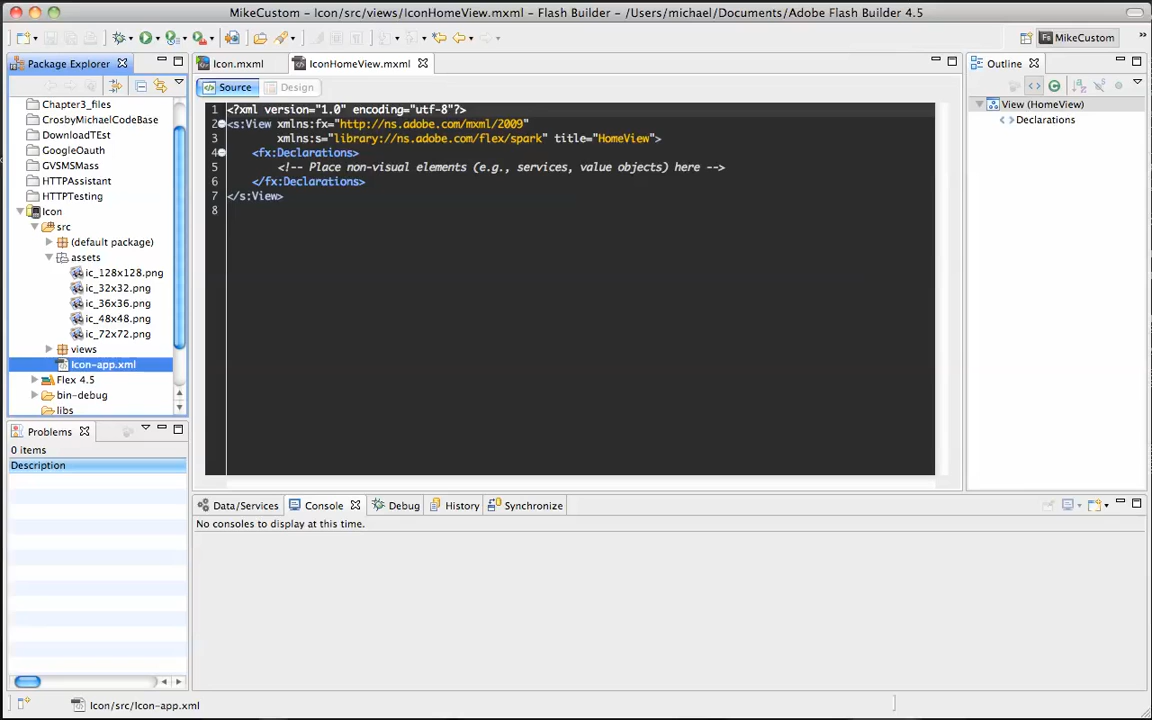 MikeCustom - Icon/src/views/IconHomeView.mxml - Flash Builder - /Users/michael/Documents/Adobe Flash Builder 4.5
Fs MikeCustom
Package Explorer
Chapter3_files
CrosbyMichaelCodeBase
DownloadTEst
GoogleOauth
GVSMSMass
HTTPAssistant
HTTPTesting
Icon
src
(default package)
assets
ic_128x128.png
ic_32x32.png
ic_36x36.png
ic_48x48.png
ic_72x72.png
views
Icon-app.xml
Flex 4.5
bin-debug
libs
Icon.mxml
IconHomeView.mxml
Source
Design
1 <?xml version="1.0" encoding="utf-8"?>
2 <s:View xmlns:fx="http://ns.adobe.com/mxml/2009"
3 xmlns:s="library://ns.adobe.com/flex/spark" title="HomeView">
4 <fx:Declarations>
5 <!-- Place non-visual elements (e.g., services, value objects) here -->
6 </fx:Declarations>
7 </s:View>
8
Outline
View (HomeView)
Declarations
Problems
0 items
Description
Data/Services
Console
Debug
History
Synchronize
No consoles to display at this time.
Icon/src/Icon-app.xml